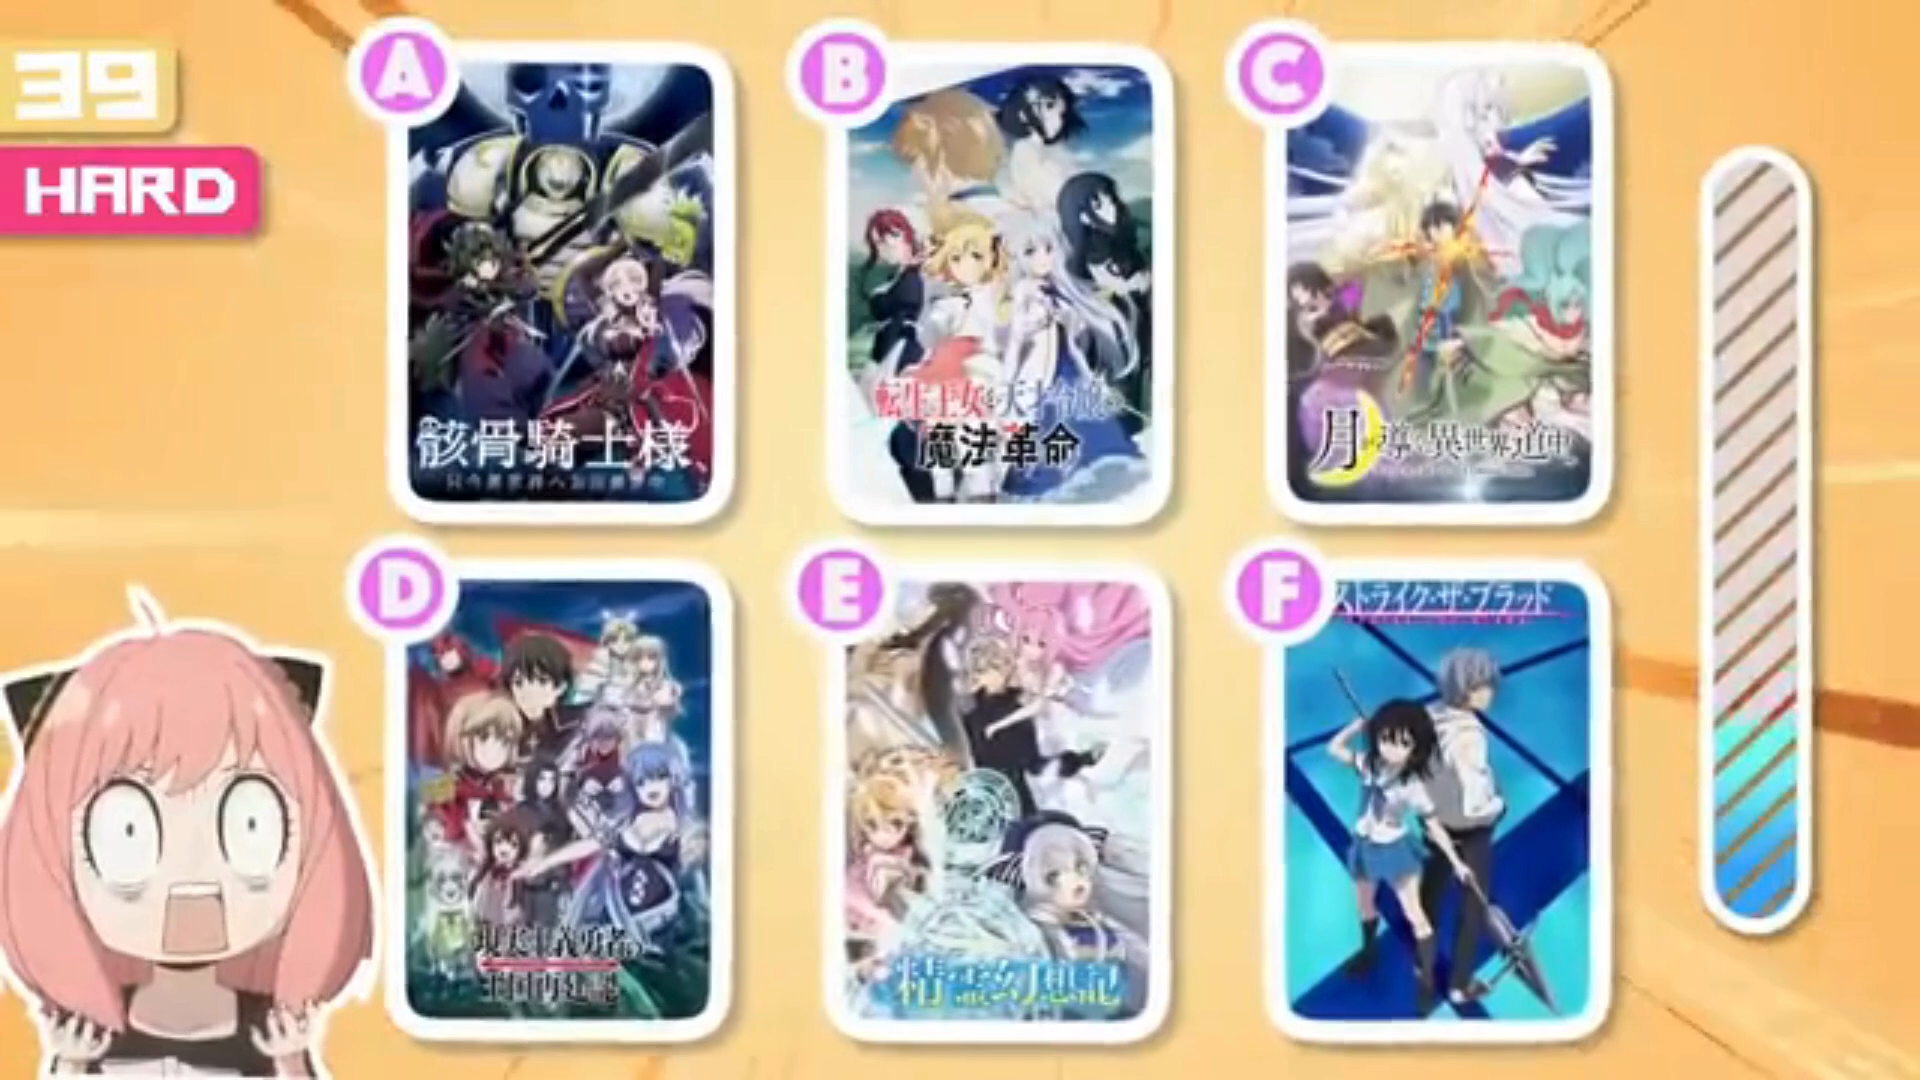 39
HARD
A
骸骨騎士様、
B
転生王女と天才令嬢の
魔法革命
C
月が導く異世界道中
D
現実主義勇者の
王国再建記
E
精霊幻想記
F
ストライク・ザ・ブラッド